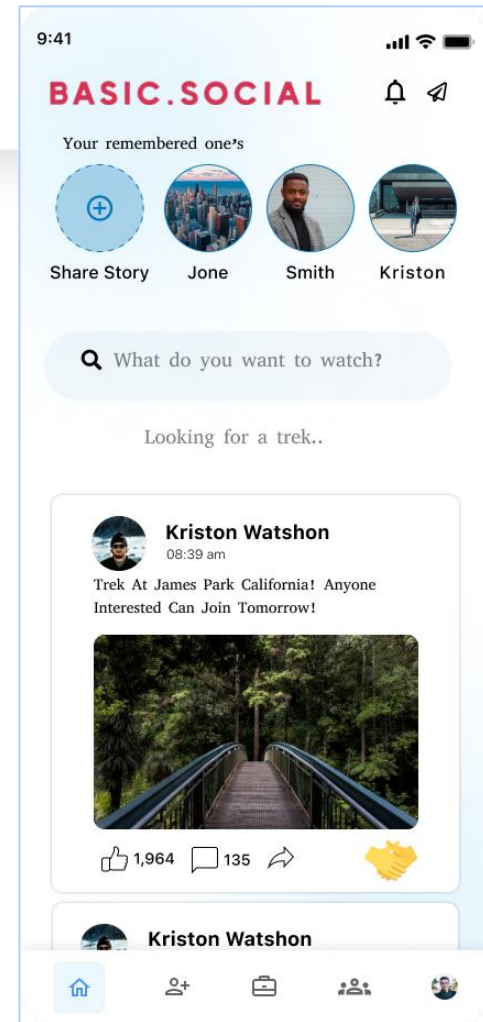 9:41
BASIC.SOCIAL
Your remembered one's
Share Story
Jone
Smith
Kriston
What do you want to watch?
Looking for a trek..
Kriston Watshon
08:39 am
Trek At James Park California! Anyone
Interested Can Join Tomorrow!
1,964
135
Kriston Watshon